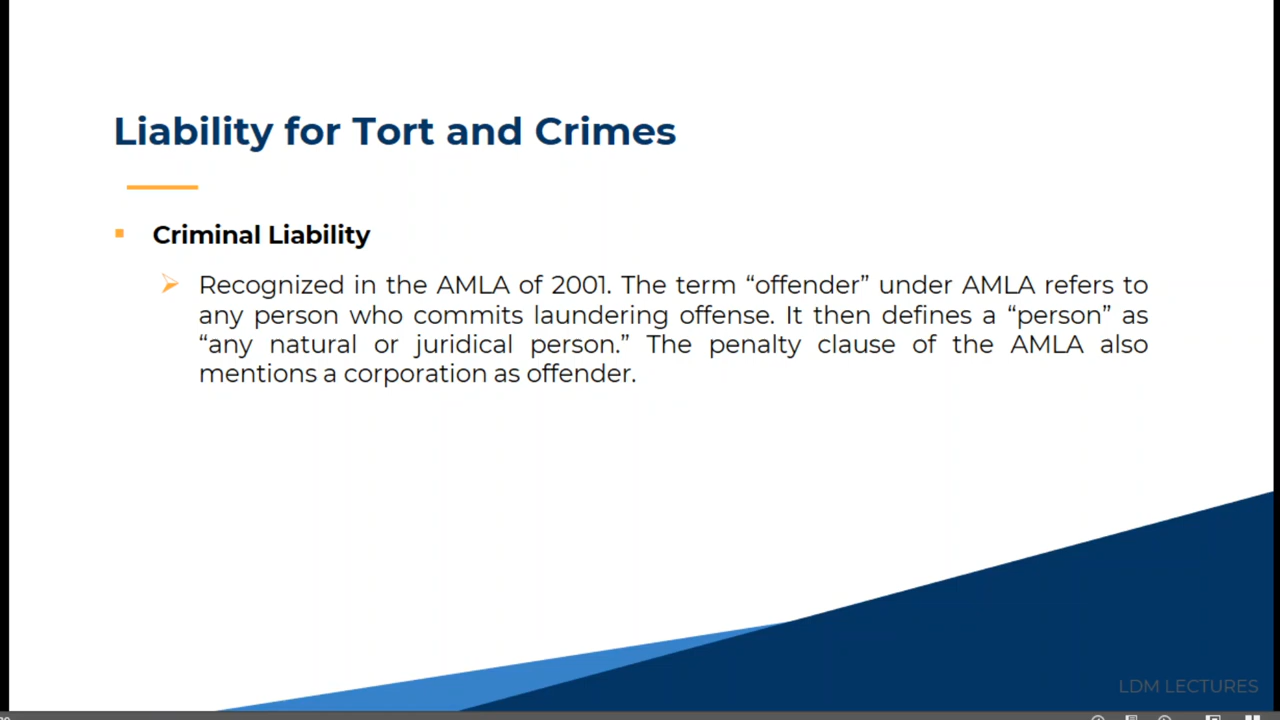 Liability for Tort and Crimes
Criminal Liability
Recognized in the AMLA of 2001. The term “offender” under AMLA refers to
any person who commits laundering offense. It then defines a “person” as
“any natural or juridical person.” The penalty clause of the AMLA also
mentions a corporation as offender.
LDM LECTURES